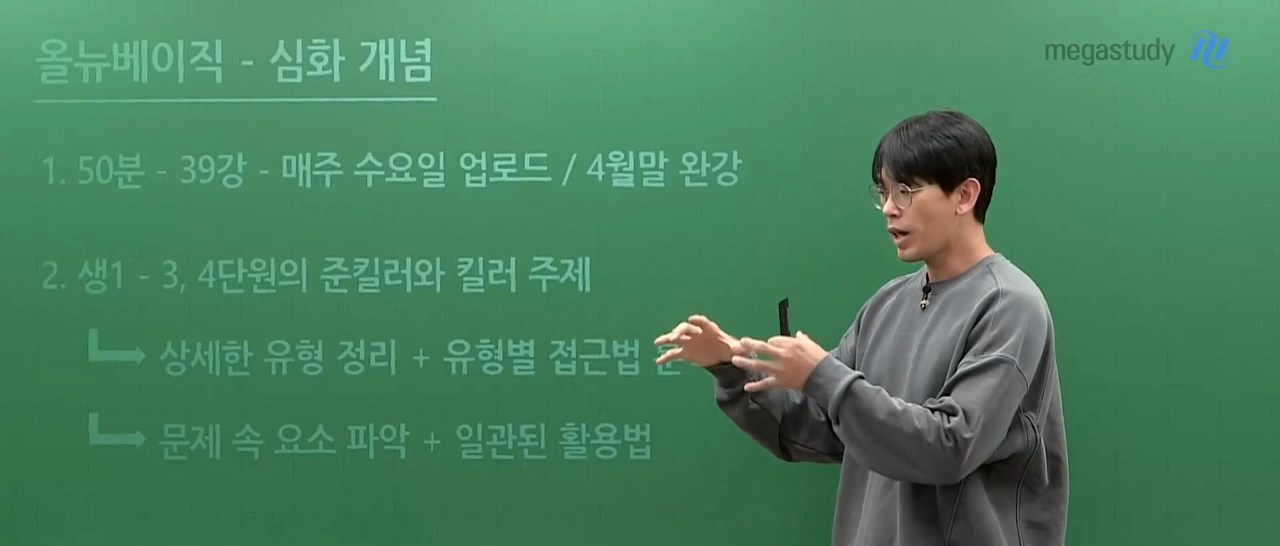 올뉴베이직 - 심화 개념
megastudy
1. 50분 - 39강 - 매주 수요일 업로드 / 4월말 완강
2. 생1 - 3, 4단원의 준킬러와 킬러 주제
상세한 유형 정리 + 유형별 접근법
문제 속 요소 파악 + 일관된 활용법